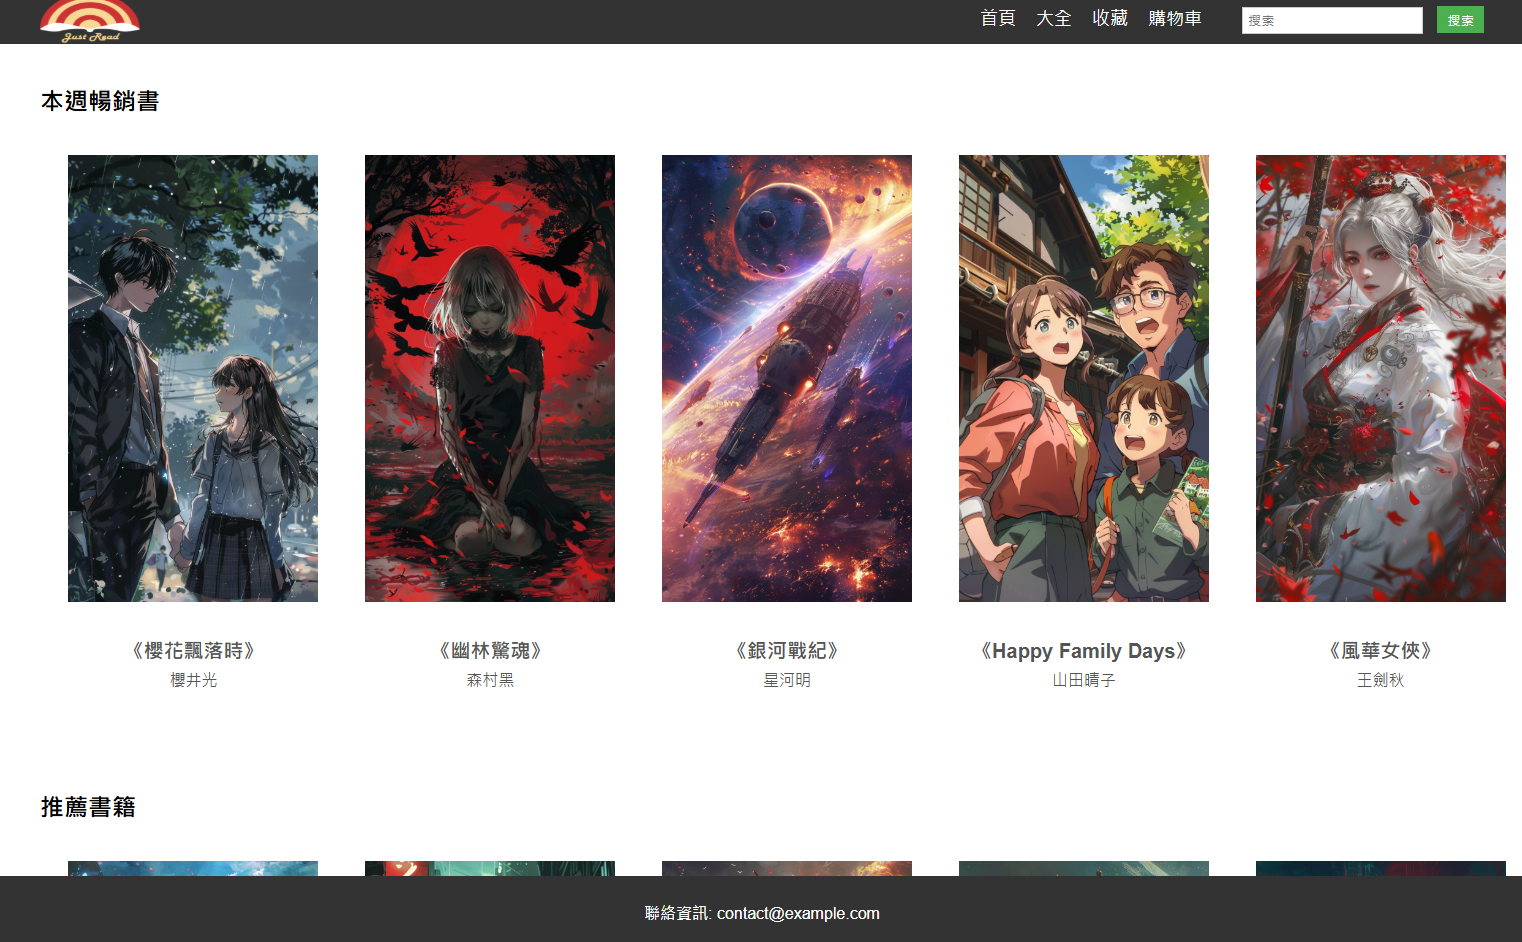 Just Read
首頁 大全 收藏 購物車 搜索 搜索
本週暢銷書
《櫻花飄落時》 《幽林驚魂》 《銀河戰紀》 《Happy Family Days》 《風華女俠》
櫻井光 森村黑 星河明 山田晴子 王劍秋
推薦書籍
聯絡資訊: contact@example.com